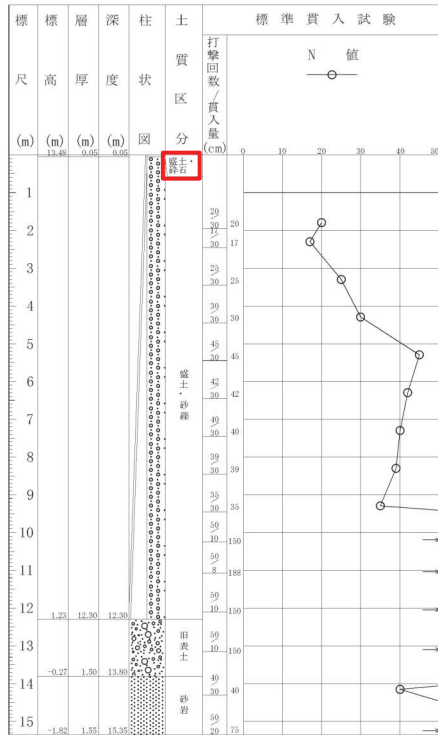 標尺 (m)
標高 (m)
層厚 (m)
深度 (m)
柱状図
土質区分
標準貫入試験
打撃回数/貫入量 (cm)
N 値
0 10 20 30 40 50
13.48 0.05 0.05
盛土・砕石
1
20/30 20
2
17/30 17
3
25/30 25
4
30/30 30
5
45/30 45
6
42/30 42
盛土・砂礫
7
40/30 40
8
39/30 39
9
35/30 35
10
50/10 150
11
50/8 188
12
50/10 150
1.23 12.30 12.30
13
旧表土
50/10 150
-0.27 1.50 13.80
14
40/30 40
砂岩
15
50/20 75
-1.82 1.55 15.35